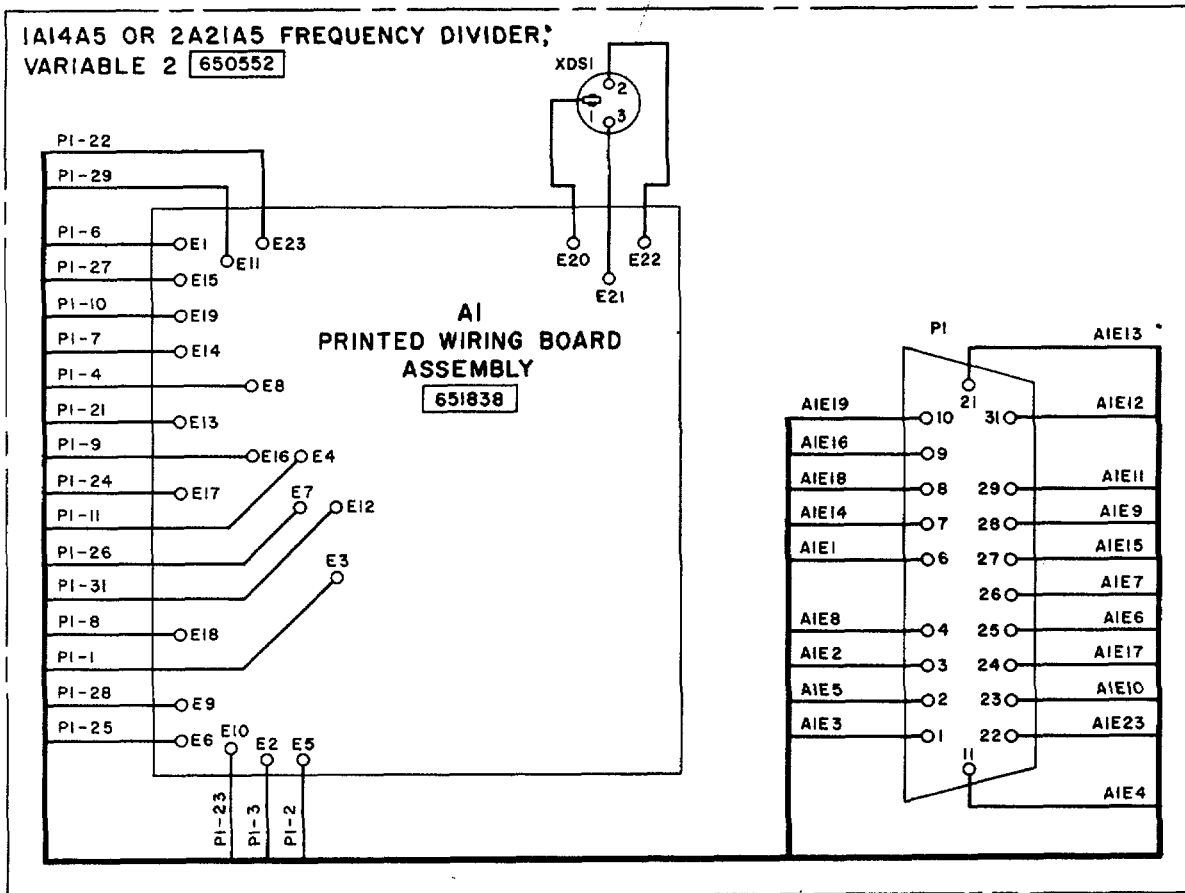 1A14A5 OR 2A21A5 FREQUENCY DIVIDER,
VARIABLE 2 650552
XDS1
2
1
3
P1-22
P1-29
P1-6
E1
E11
E23
E20
E22
P1-27
E15
E21
P1-10
E19
P1-7
E14
A1
PRINTED WIRING BOARD
ASSEMBLY
651838
P1-4
E8
P1-21
E13
P1-9
E16
E4
P1-24
E17
E7
E12
P1-11
P1-26
E3
P1-31
P1-8
E18
P1-1
P1-28
E9
P1-25
E6
E10
E2
E5
P1-23
P1-3
P1-2
P1
A1E13
21
A1E19
10
31
A1E12
A1E16
9
A1E18
8
29
A1E11
A1E14
7
28
A1E9
A1E1
6
27
A1E15
26
A1E7
A1E8
4
25
A1E6
A1E2
3
24
A1E17
A1E5
2
23
A1E10
A1E3
1
22
A1E23
11
A1E4